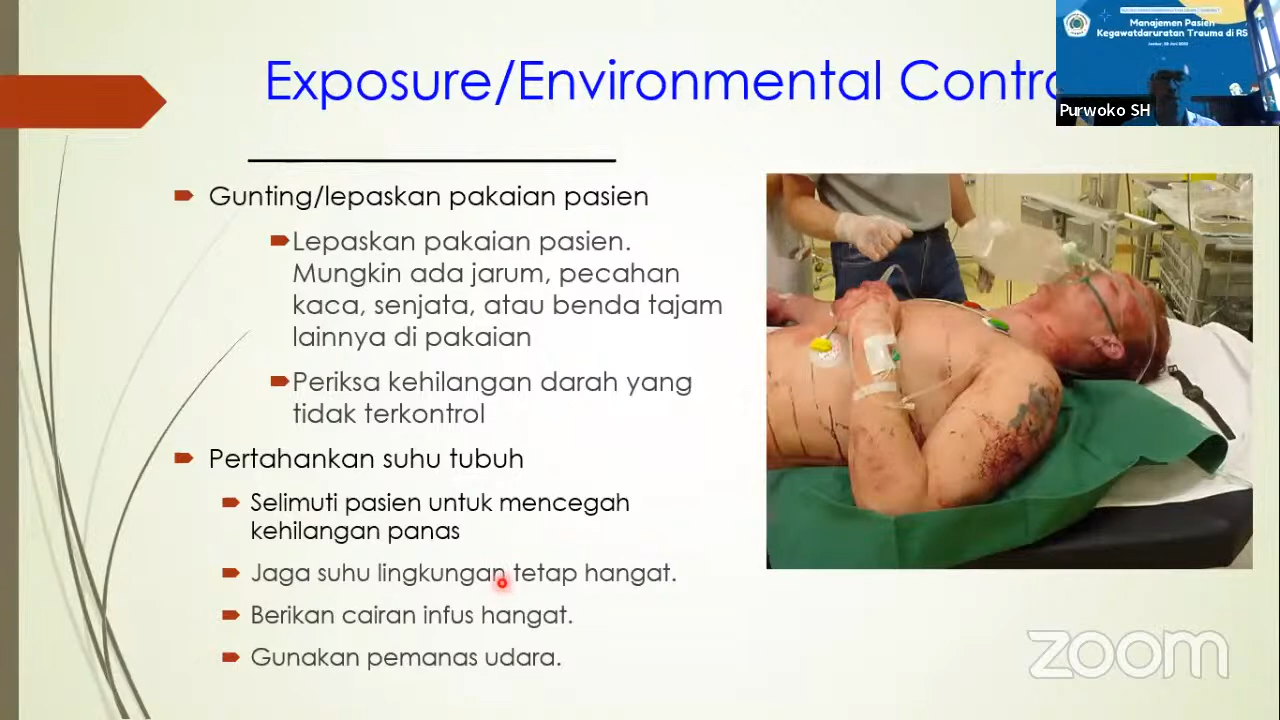 Exposure/Environmental Contro
Manajemen Pasien
Kegawatdaruratan Trauma di RS
Purwoko SH
Gunting/lepaskan pakaian pasien
Lepaskan pakaian pasien.
Mungkin ada jarum, pecahan
kaca, senjata, atau benda tajam
lainnya di pakaian
Periksa kehilangan darah yang
tidak terkontrol
Pertahankan suhu tubuh
Selimuti pasien untuk mencegah
kehilangan panas
Jaga suhu lingkungan tetap hangat.
Berikan cairan infus hangat.
Gunakan pemanas udara.
zoom